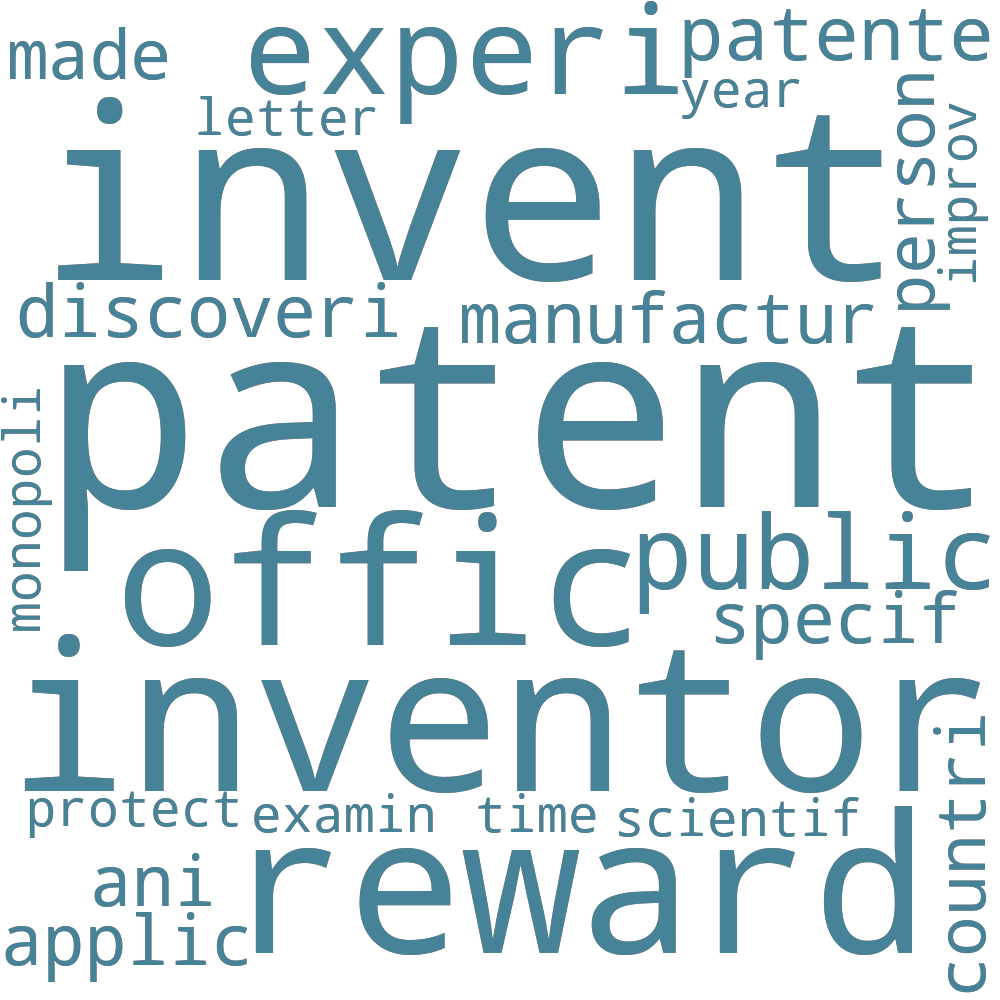 made
experi
patente
letter
year
invent
person
improv
discoveri
manufactur
patent
monopoli
offic
public
specif
inventor
countri
protect
examin
time
scientif
reward
ani
applic